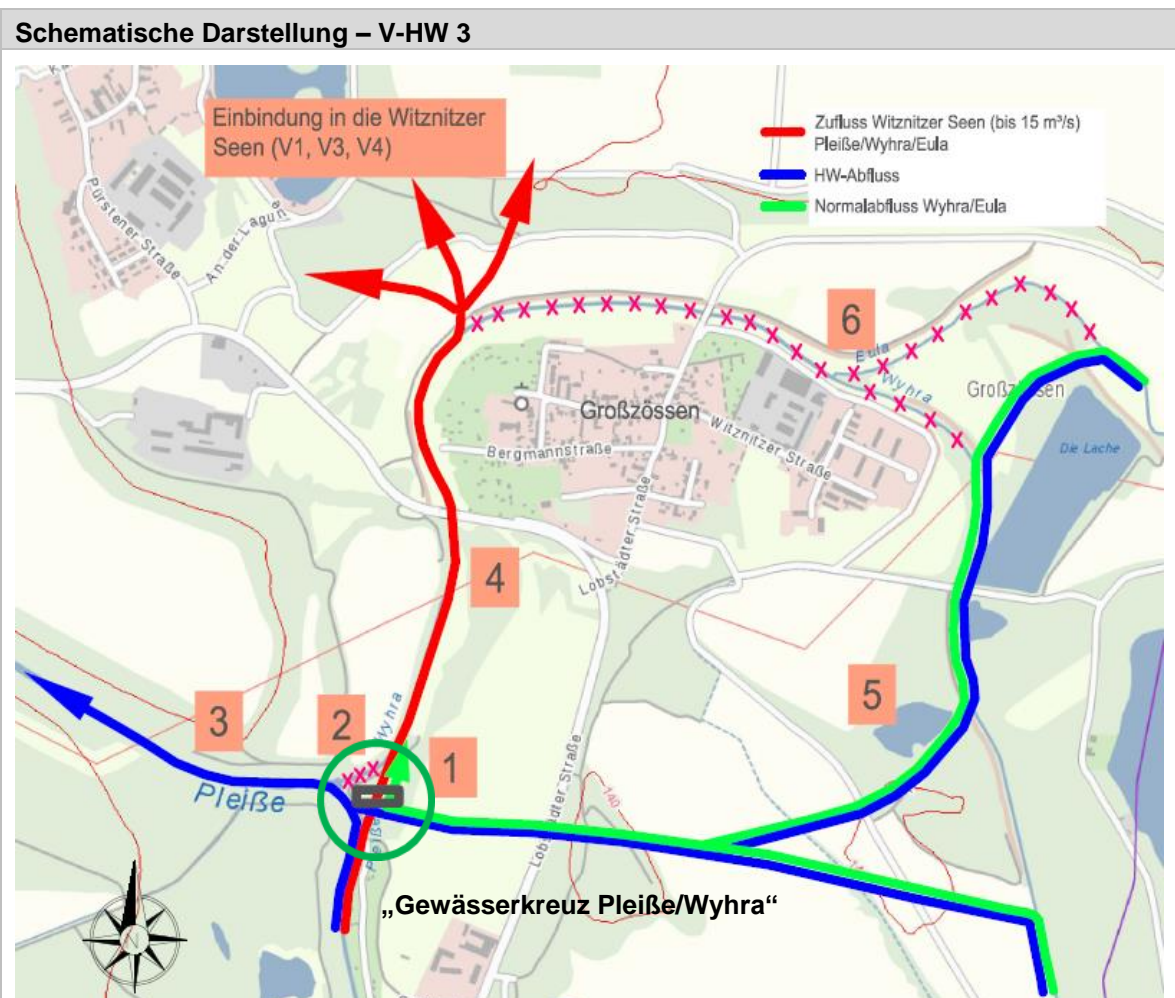 Schematische Darstellung – V-HW 3
Einbindung in die Witznitzer
Seen (V1, V3, V4)
Zufluss Witznitzer Seen (bis 15 m³/s)
Pleiße/Wyhra/Eula
HW-Abfluss
Normalabfluss Wyhra/Eula
Pürstener Straße
An-der-Lagune
6
Eula
Wyhra
Großzössen
Großzössen
Witznitzer Straße
Bergmannstraße
Die Lache
Lobstädter-Straße
4
5
3
2
Wyhra
1
Pleiße
Pleiße
Lobstädter-Straße
140
„Gewässerkreuz Pleiße/Wyhra“
N